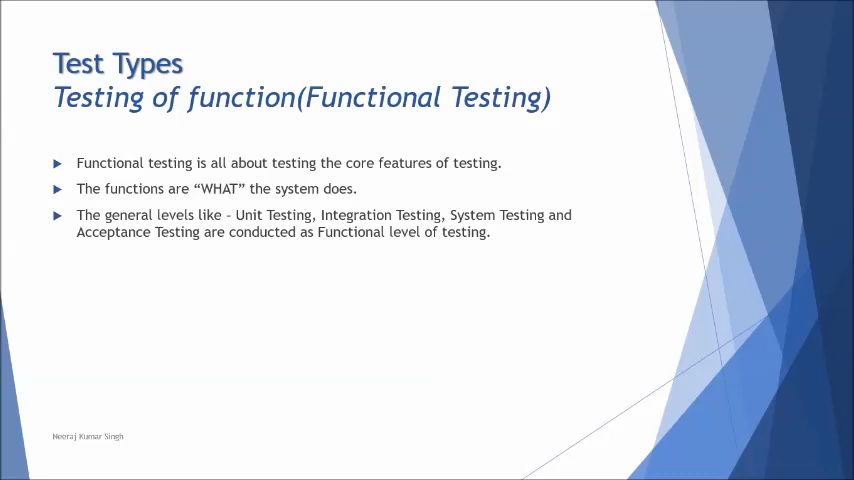 Test Types
Testing of function(Functional Testing)
Functional testing is all about testing the core features of testing.
The functions are “WHAT” the system does.
The general levels like – Unit Testing, Integration Testing, System Testing and
Acceptance Testing are conducted as Functional level of testing.
Neeraj Kumar Singh